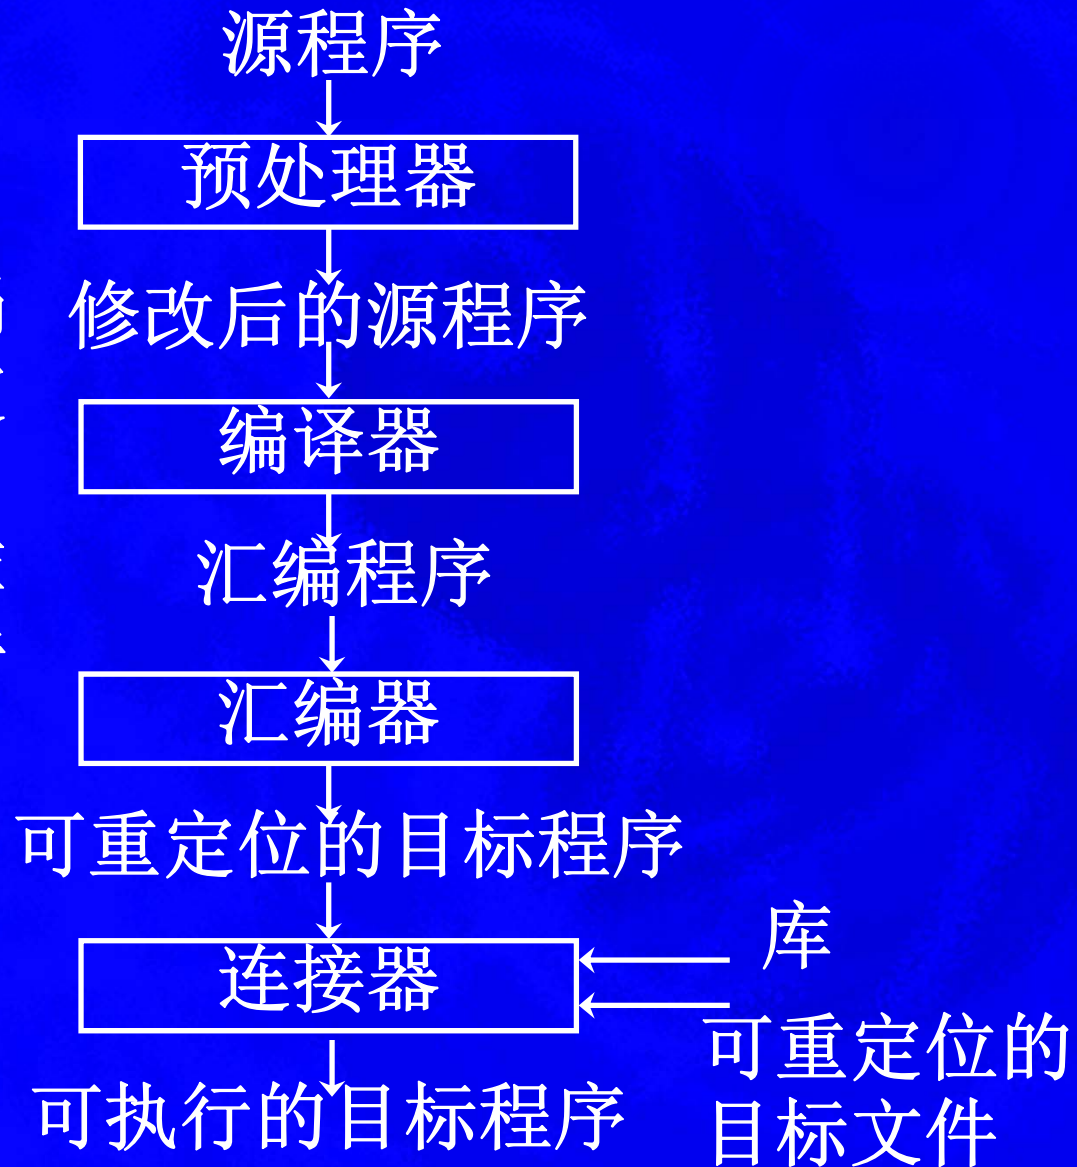 源程序
预处理器
修改后的源程序
编译器
汇编程序
汇编器
可重定位的目标程序
连接器
库
可重定位的
目标文件
可执行的目标程序